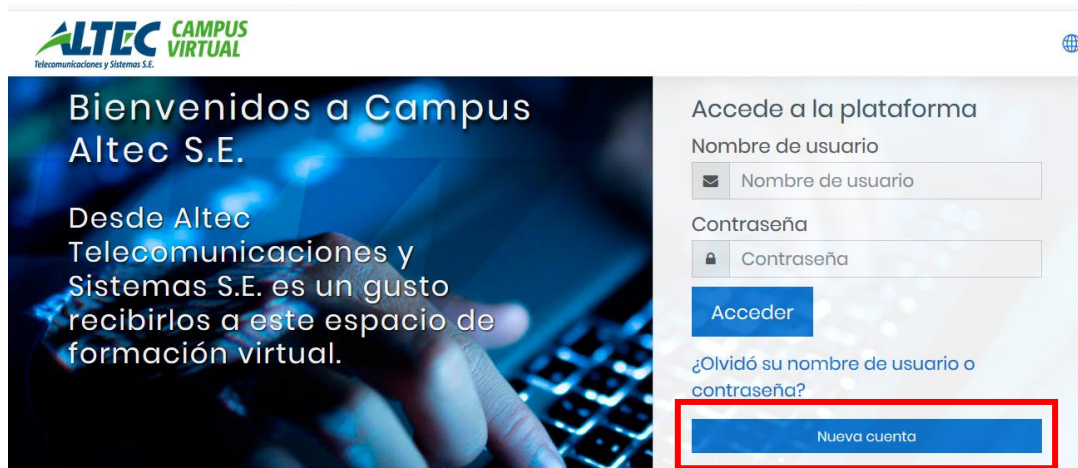 ALTEC CAMPUS
VIRTUAL
Telecomunicaciones y Sistemas S.E.
Bienvenidos a Campus
Altec S.E.
Desde Altec
Telecomunicaciones y
Sistemas S.E. es un gusto
recibirlos a este espacio de
formación virtual.
Accede a la plataforma
Nombre de usuario
Nombre de usuario
Contraseña
Contraseña
Acceder
¿Olvidó su nombre de usuario o
contraseña?
Nueva cuenta